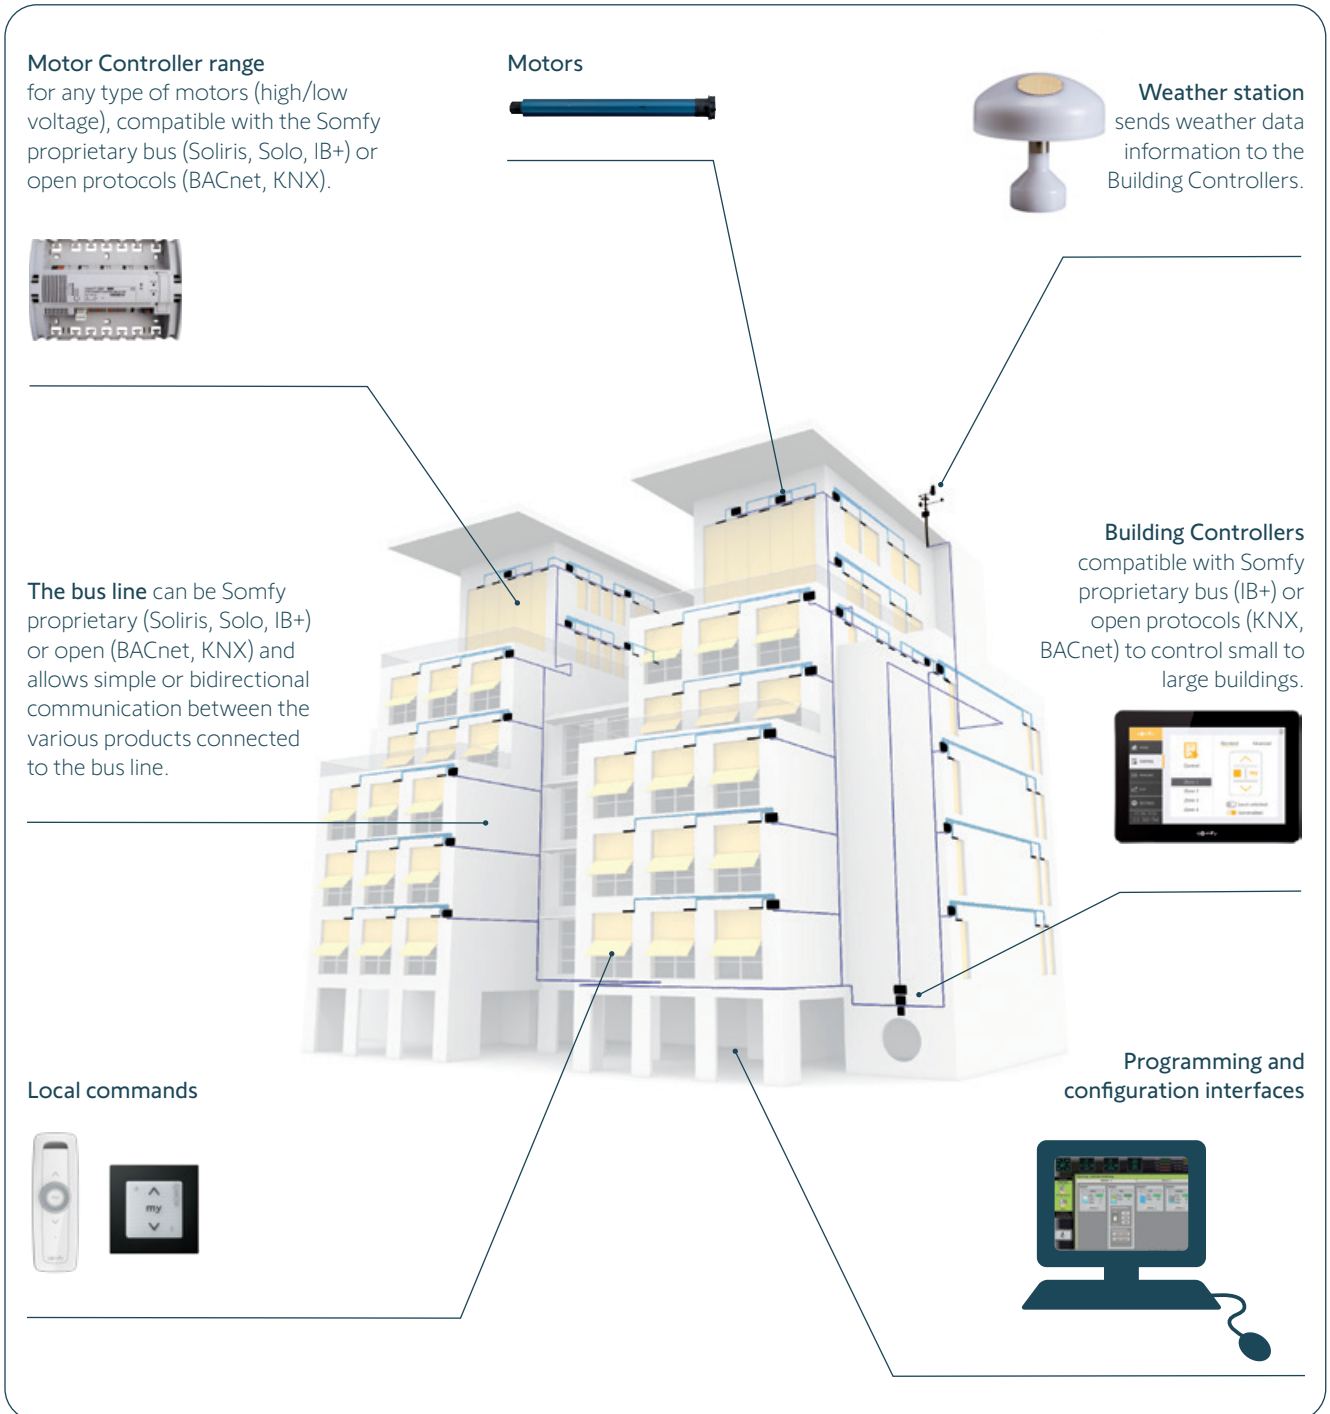 Motor Controller range
for any type of motors (high/low
voltage), compatible with the Somfy
proprietary bus (Soliris, Solo, IB+) or
open protocols (BACnet, KNX).
Motors
Weather station
sends weather data
information to the
Building Controllers.
The bus line can be Somfy
proprietary (Soliris, Solo, IB+)
or open (BACnet, KNX) and
allows simple or bidirectional
communication between the
various products connected
to the bus line.
Building Controllers
compatible with Somfy
proprietary bus (IB+) or
open protocols (KNX,
BACnet) to control small to
large buildings.
Local commands
my
Programming and
configuration interfaces